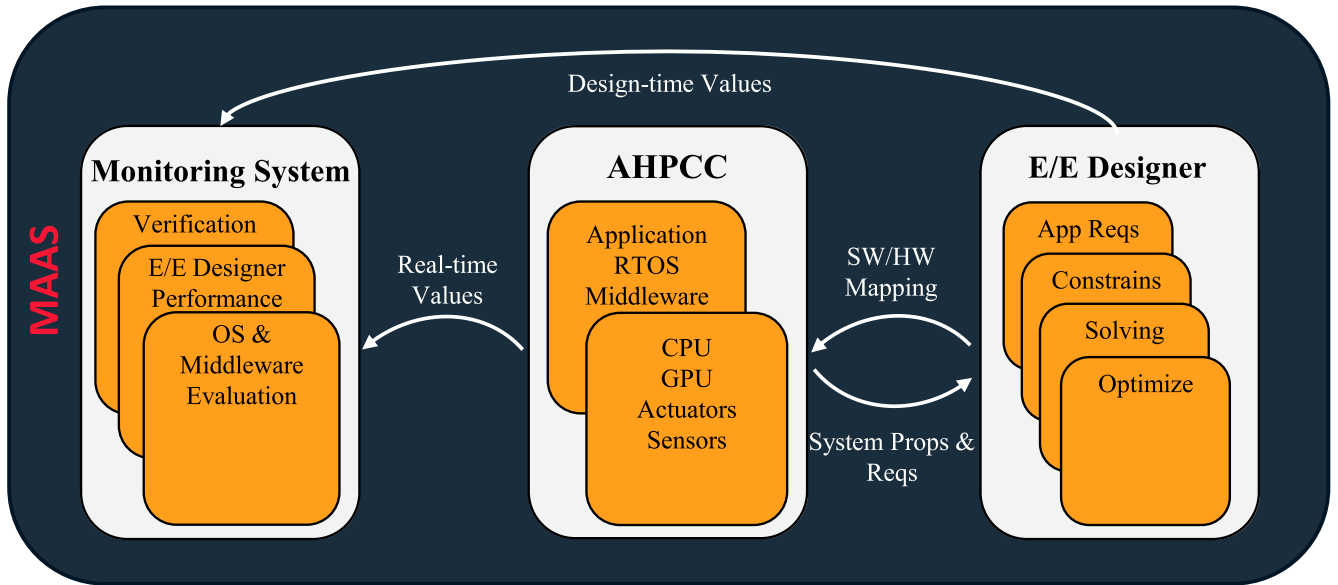 MAAS
Design-time Values
Monitoring System
Verification
E/E Designer
Performance
OS &
Middleware
Evaluation
Real-time
Values
AHPCC
Application
RTOS
Middleware
CPU
GPU
Actuators
Sensors
SW/HW
Mapping
System Props &
Reqs
E/E Designer
App Reqs
Constrains
Solving
Optimize